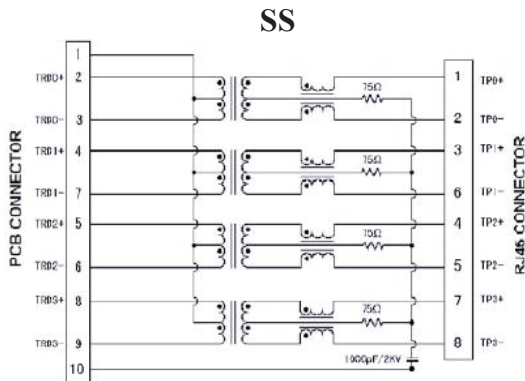 SS
1
TRD0+ 2 75Ω 1 TP0+
TRD0- 3 2 TP0-
TRD1+ 4 75Ω 3 TP1+
TRD1- 7 6 TP1-
TRD2+ 5 75Ω 4 TP2+
TRD2- 6 5 TP2-
TRD3+ 8 75Ω 7 TP3+
TRD3- 9 8 TP3-
1000pF/2KV
10
PCB CONNECTOR
RJ45 CONNECTOR